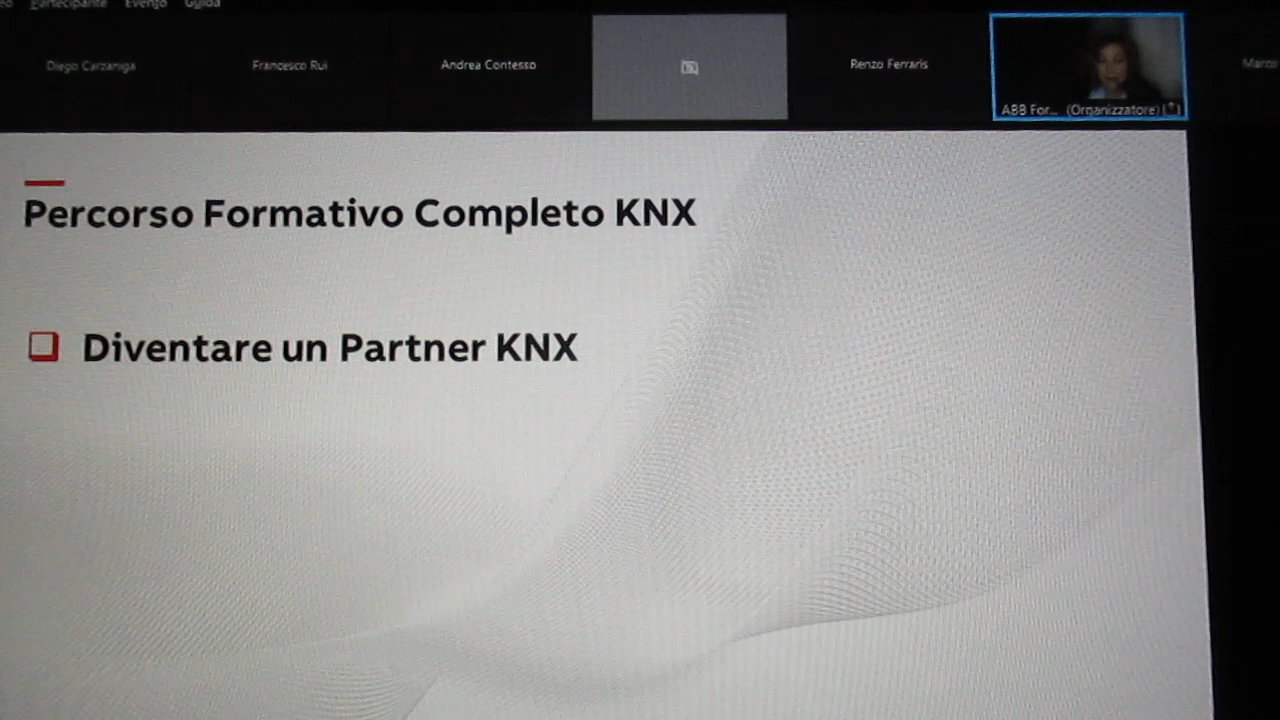 Partecipante Evento Guida
Diego Carzaniga
Francesco Rui
Andrea Contesso
Renzo Ferraris
ABB For... (Organizzatore)
Marco
Percorso Formativo Completo KNX
Diventare un Partner KNX